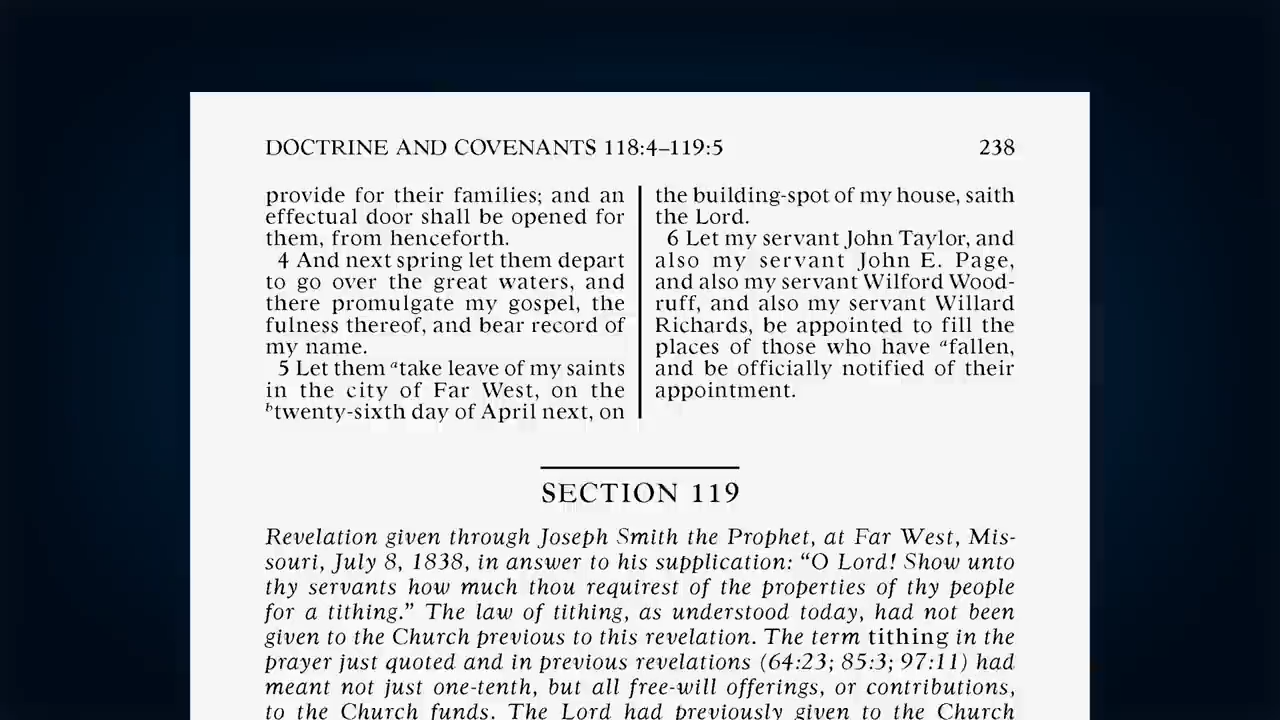 DOCTRINE AND COVENANTS 118:4–119:5 238
provide for their families; and an
effectual door shall be opened for
them, from henceforth.
4 And next spring let them depart
to go over the great waters, and
there promulgate my gospel, the
fulness thereof, and bear record of
my name.
5 Let them ᵃtake leave of my saints
in the city of Far West, on the
ᵇtwenty-sixth day of April next, on
the building-spot of my house, saith
the Lord.
6 Let my servant John Taylor, and
also my servant John E. Page,
and also my servant Wilford Wood-
ruff, and also my servant Willard
Richards, be appointed to fill the
places of those who have ᵃfallen,
and be officially notified of their
appointment.
SECTION 119
Revelation given through Joseph Smith the Prophet, at Far West, Mis-
souri, July 8, 1838, in answer to his supplication: “O Lord! Show unto
thy servants how much thou requirest of the properties of thy people
for a tithing.” The law of tithing, as understood today, had not been
given to the Church previous to this revelation. The term tithing in the
prayer just quoted and in previous revelations (64:23; 85:3; 97:11) had
meant not just one-tenth, but all free-will offerings, or contributions,
to the Church funds. The Lord had previously given to the Church